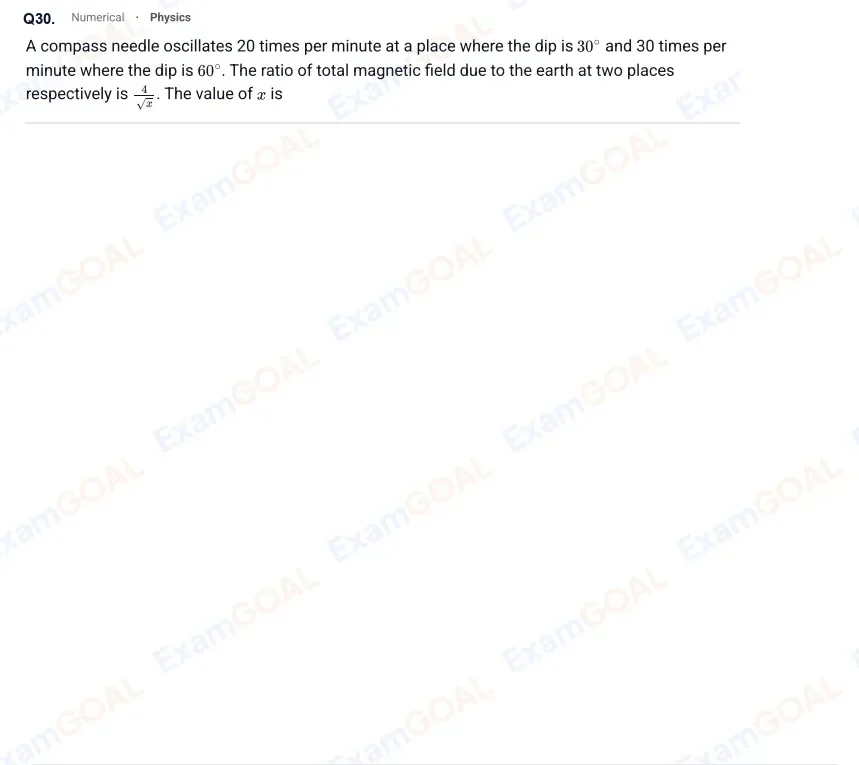 Q30. Numerical · Physics
A compass needle oscillates 20 times per minute at a place where the dip is 30° and 30 times per
minute where the dip is 60°. The ratio of total magnetic field due to the earth at two places
respectively is 4/√x. The value of x is
ExamGOAL